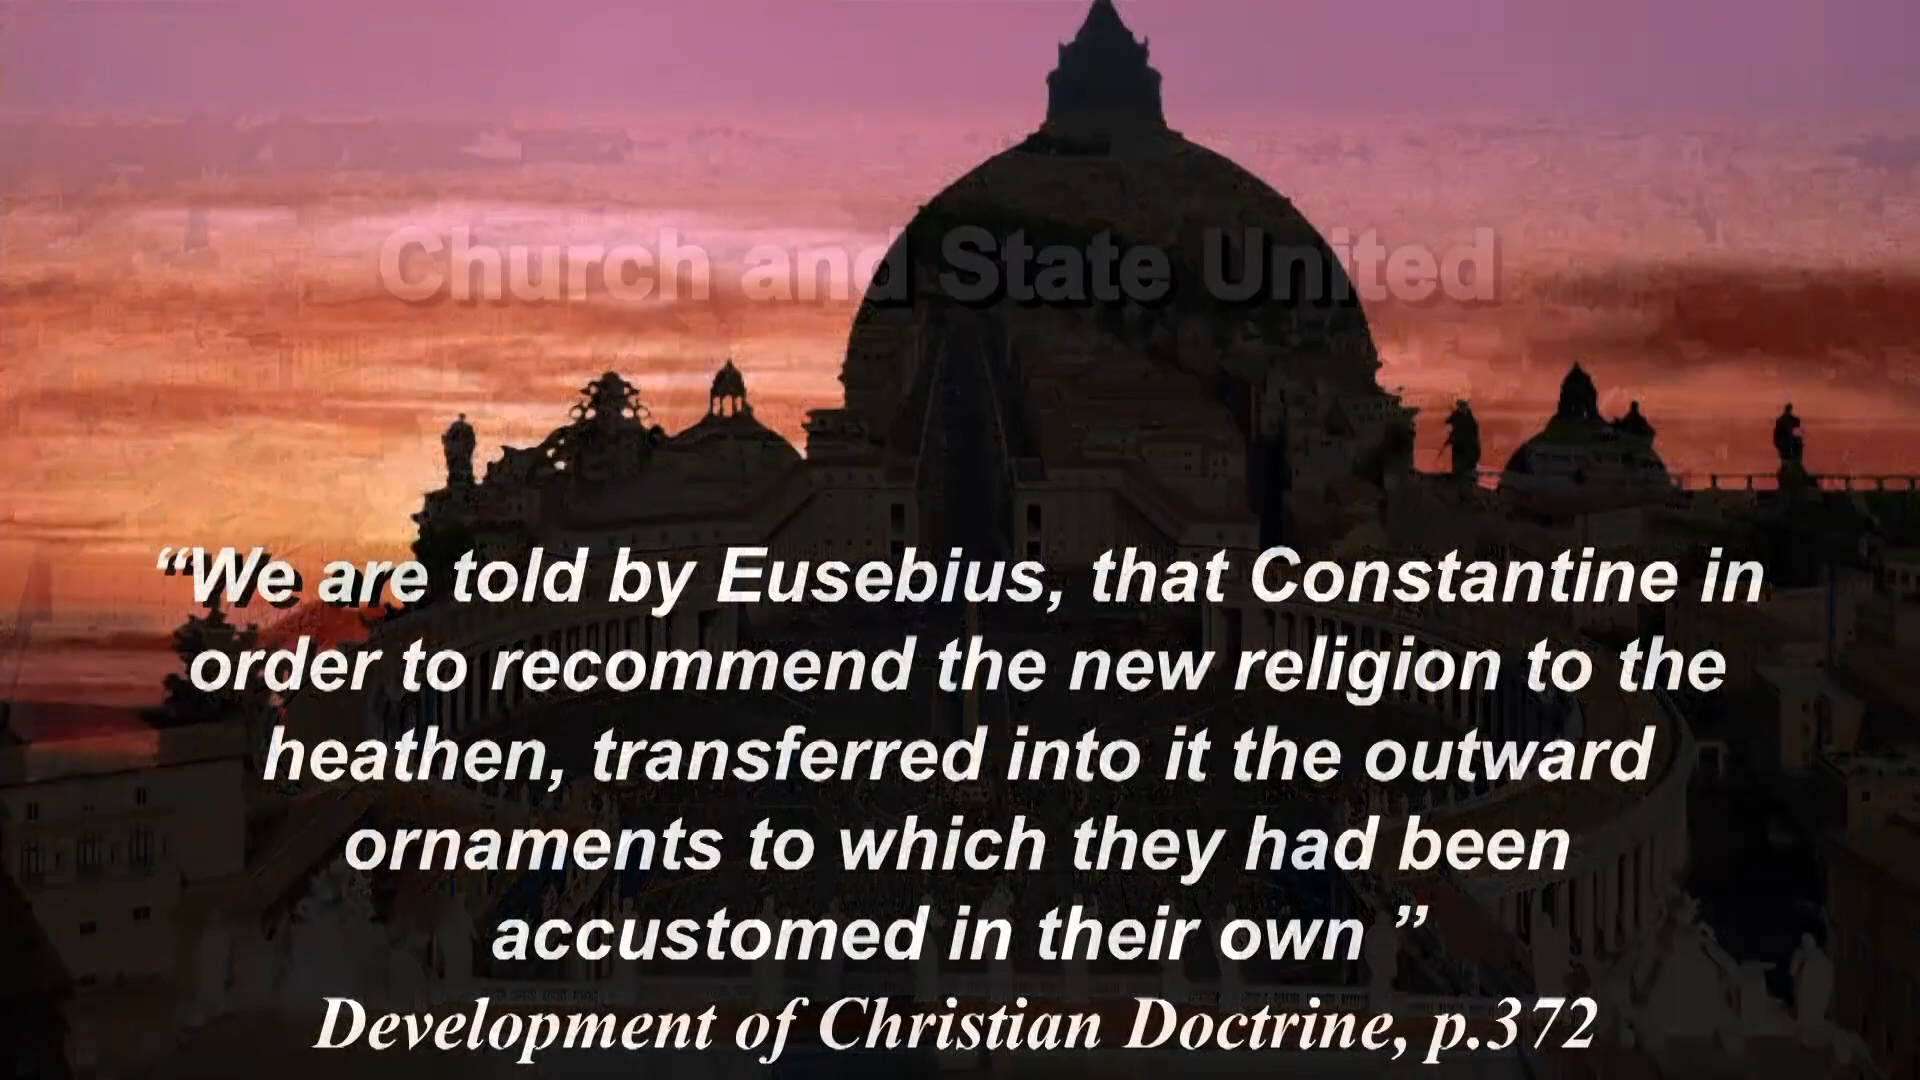 Church and State United
“We are told by Eusebius, that Constantine in
order to recommend the new religion to the
heathen, transferred into it the outward
ornaments to which they had been
accustomed in their own ”
Development of Christian Doctrine, p.372